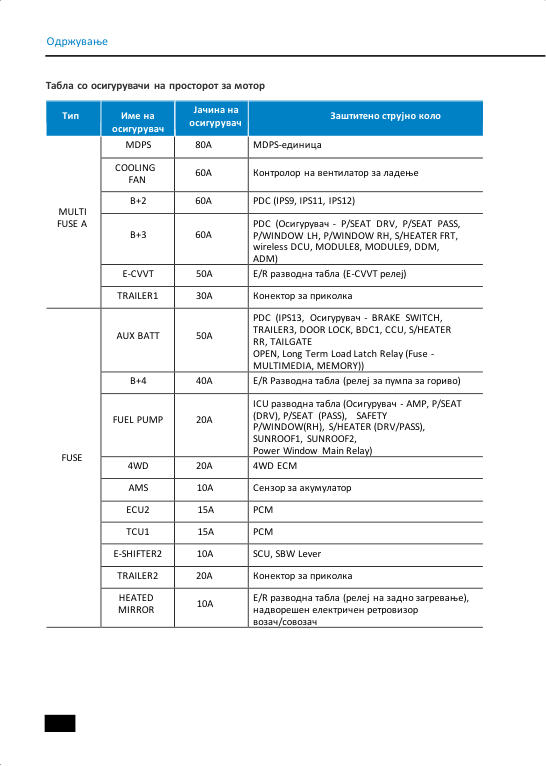 Одржување
Табла со осигурувачи на просторот за мотор
Тип
Име на
осигурувач
Јачина на
осигурувач
Заштитено струјно коло
MULTI
FUSE A
MDPS
80A
MDPS-единица
COOLING
FAN
60A
Контролор на вентилатор за ладење
B+2
60A
PDC (IPS9, IPS11, IPS12)
B+3
60A
PDC (Осигурувач - P/SEAT DRV, P/SEAT PASS,
P/WINDOW LH, P/WINDOW RH, S/HEATER FRT,
wireless DCU, MODULE8, MODULE9, DDM,
ADM)
E-CVVT
50A
E/R разводна табла (E-CVVT релеј)
TRAILER1
30A
Конектор за приколка
FUSE
AUX BATT
50A
PDC (IPS13, Осигурувач - BRAKE SWITCH,
TRAILER3, DOOR LOCK, BDC1, CCU, S/HEATER
RR, TAILGATE
OPEN, Long Term Load Latch Relay (Fuse -
MULTIMEDIA, MEMORY))
B+4
40A
E/R Разводна табла (релеј за пумпа за гориво)
FUEL PUMP
20A
ICU разводна табла (Осигурувач - AMP, P/SEAT
(DRV), P/SEAT (PASS), SAFETY
P/WINDOW(RH), S/HEATER (DRV/PASS),
SUNROOF1, SUNROOF2,
Power Window Main Relay)
4WD
20A
4WD ECM
AMS
10A
Сензор за акумулатор
ECU2
15A
PCM
TCU1
15A
PCM
E-SHIFTER2
10A
SCU, SBW Lever
TRAILER2
20A
Конектор за приколка
HEATED
MIRROR
10A
E/R разводна табла (релеј на задно загревање),
надворешен електричен ретровизор
возач/совозач